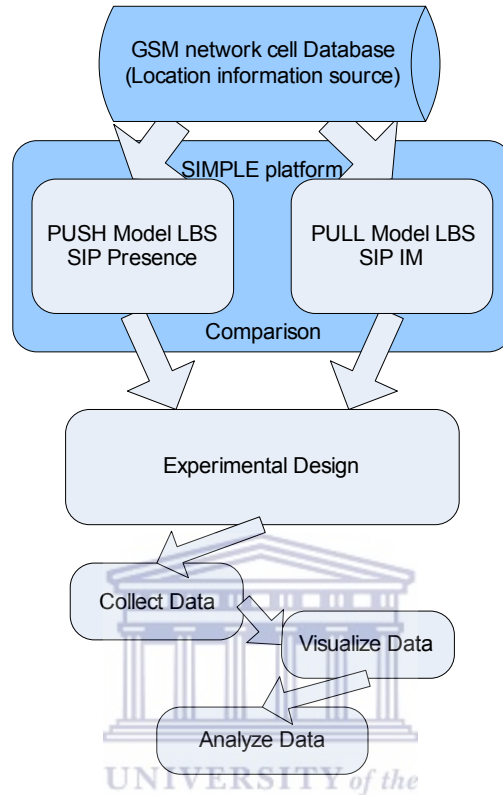 GSM network cell Database
(Location information source)
SIMPLE platform
PUSH Model LBS
SIP Presence
PULL Model LBS
SIP IM
Comparison
Experimental Design
Collect Data
Visualize Data
Analyze Data
UNIVERSITY of the